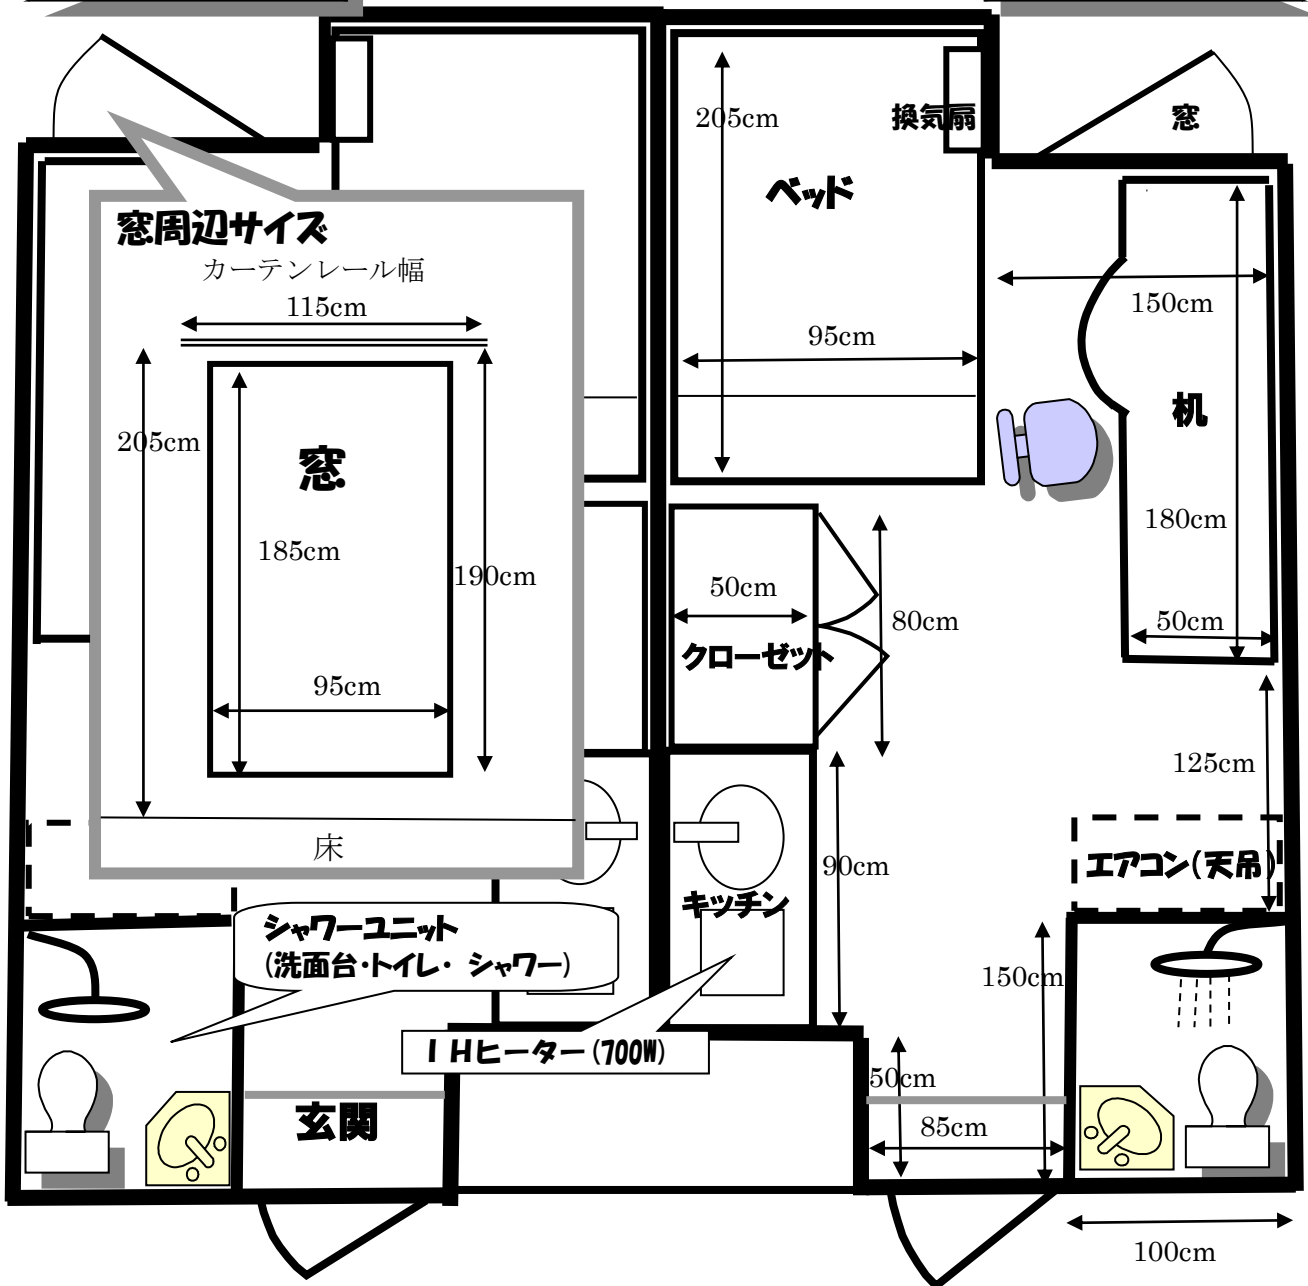 換気扇
窓
205cm
ベッド
窓周辺サイズ
カーテンレール幅
115cm
150cm
95cm
机
205cm
窓
180cm
185cm
190cm
50cm
80cm
50cm
クローゼット
95cm
125cm
床
90cm
エアコン(天吊)
キッチン
シャワーユニット
(洗面台・トイレ・ シャワー)
150cm
IHヒーター(700W)
50cm
玄関
85cm
100cm